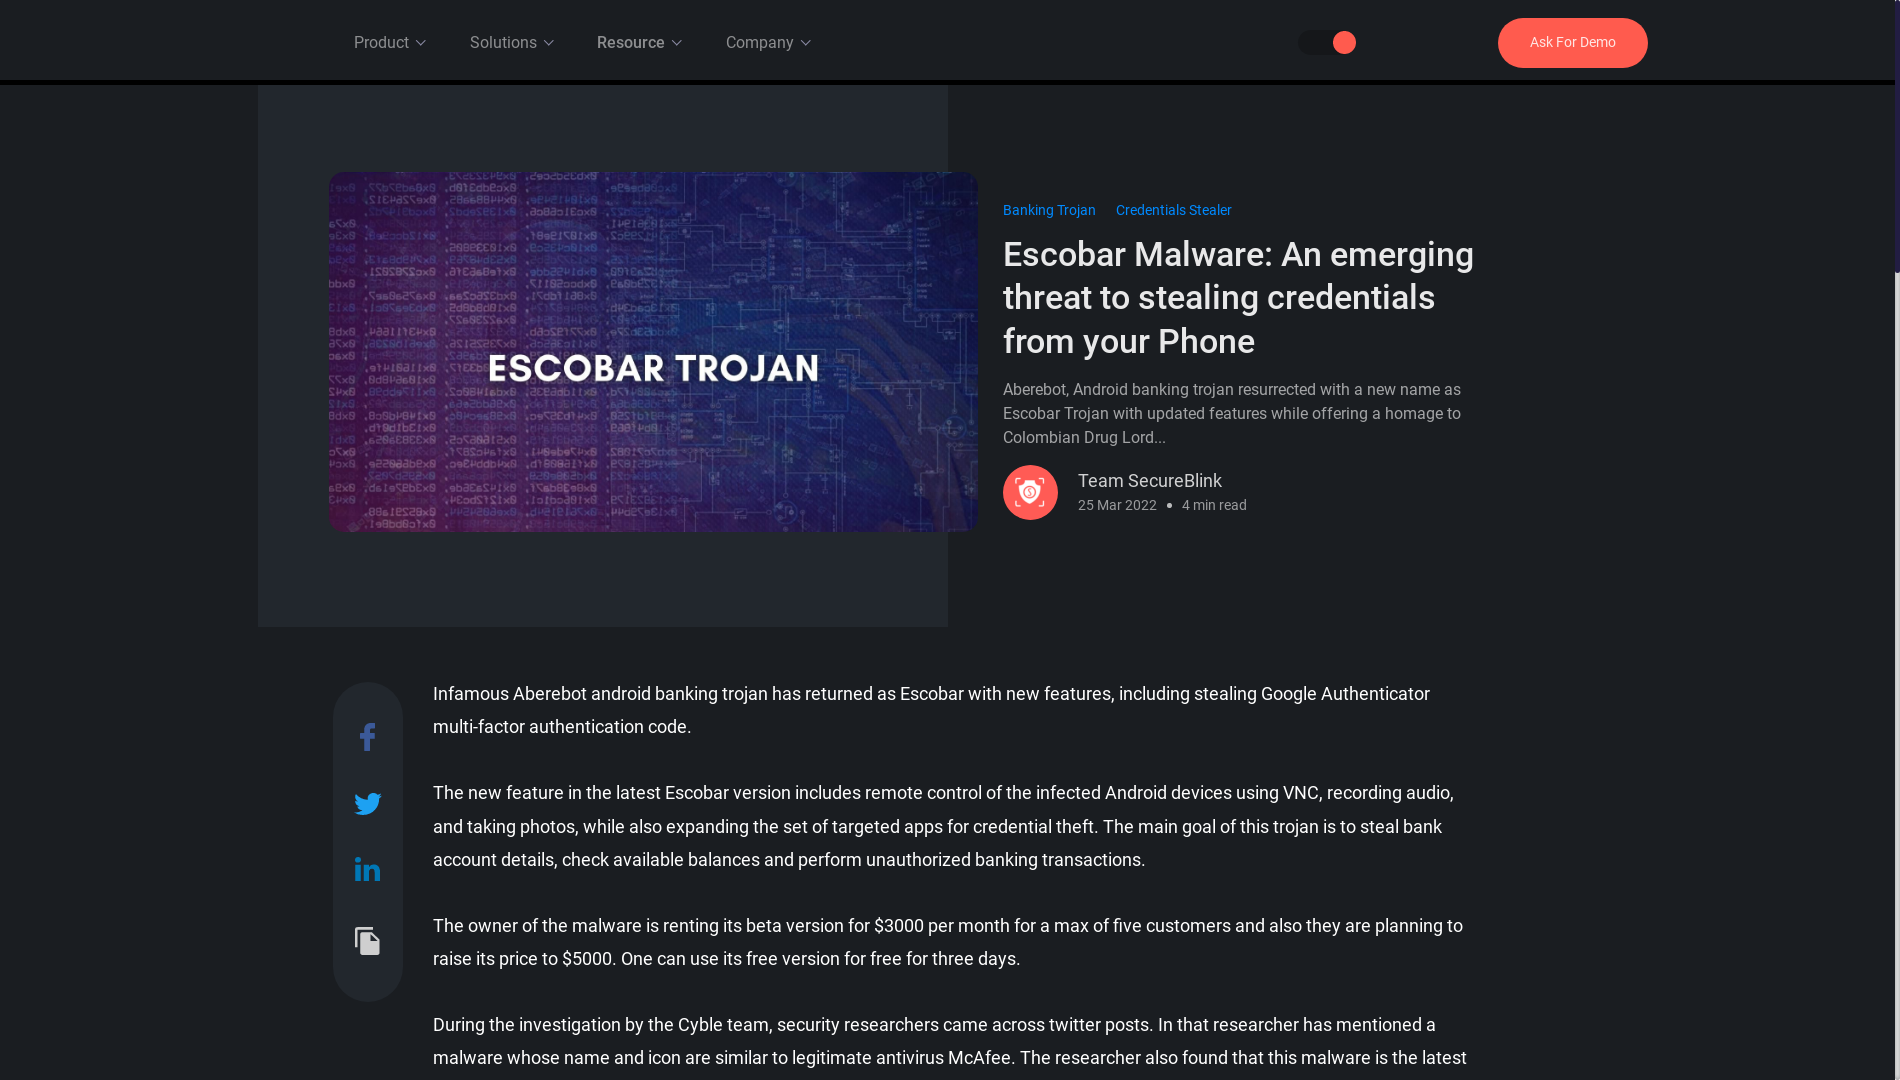 Product
Solutions
Resource
Company
Ask For Demo
ESCOBAR TROJAN
Banking Trojan Credentials Stealer
Escobar Malware: An emerging
threat to stealing credentials
from your Phone
Aberebot, Android banking trojan resurrected with a new name as
Escobar Trojan with updated features while offering a homage to
Colombian Drug Lord...
Team SecureBlink
25 Mar 2022 • 4 min read
Infamous Aberebot android banking trojan has returned as Escobar with new features, including stealing Google Authenticator
multi-factor authentication code.
The new feature in the latest Escobar version includes remote control of the infected Android devices using VNC, recording audio,
and taking photos, while also expanding the set of targeted apps for credential theft. The main goal of this trojan is to steal bank
account details, check available balances and perform unauthorized banking transactions.
The owner of the malware is renting its beta version for $3000 per month for a max of five customers and also they are planning to
raise its price to $5000. One can use its free version for free for three days.
During the investigation by the Cyble team, security researchers came across twitter posts. In that researcher has mentioned a
malware whose name and icon are similar to legitimate antivirus McAfee. The researcher also found that this malware is the latest